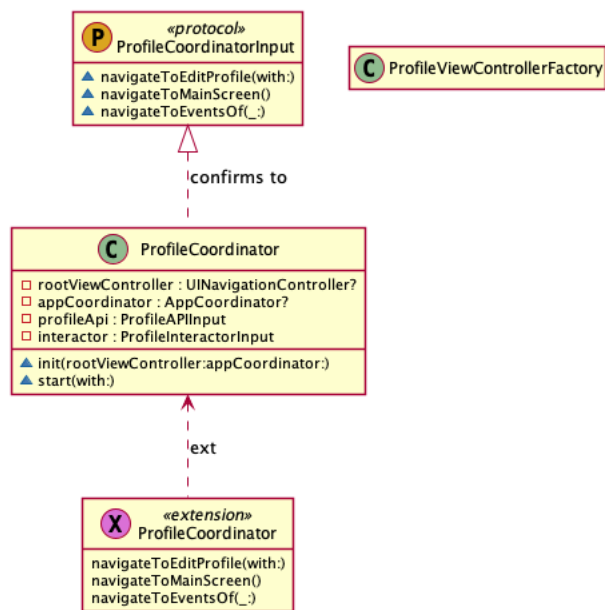 P
«protocol»
ProfileCoordinatorInput
navigateToEditProfile(with:)
navigateToMainScreen()
navigateToEventsOf(_:)
C ProfileViewControllerFactory
confirms to
C ProfileCoordinator
rootViewController : UINavigationController?
appCoordinator : AppCoordinator?
profileApi : ProfileAPIInput
interactor : ProfileInteractorInput
init(rootViewController:appCoordinator:)
start(with:)
ext
X
«extension»
ProfileCoordinator
navigateToEditProfile(with:)
navigateToMainScreen()
navigateToEventsOf(_:)